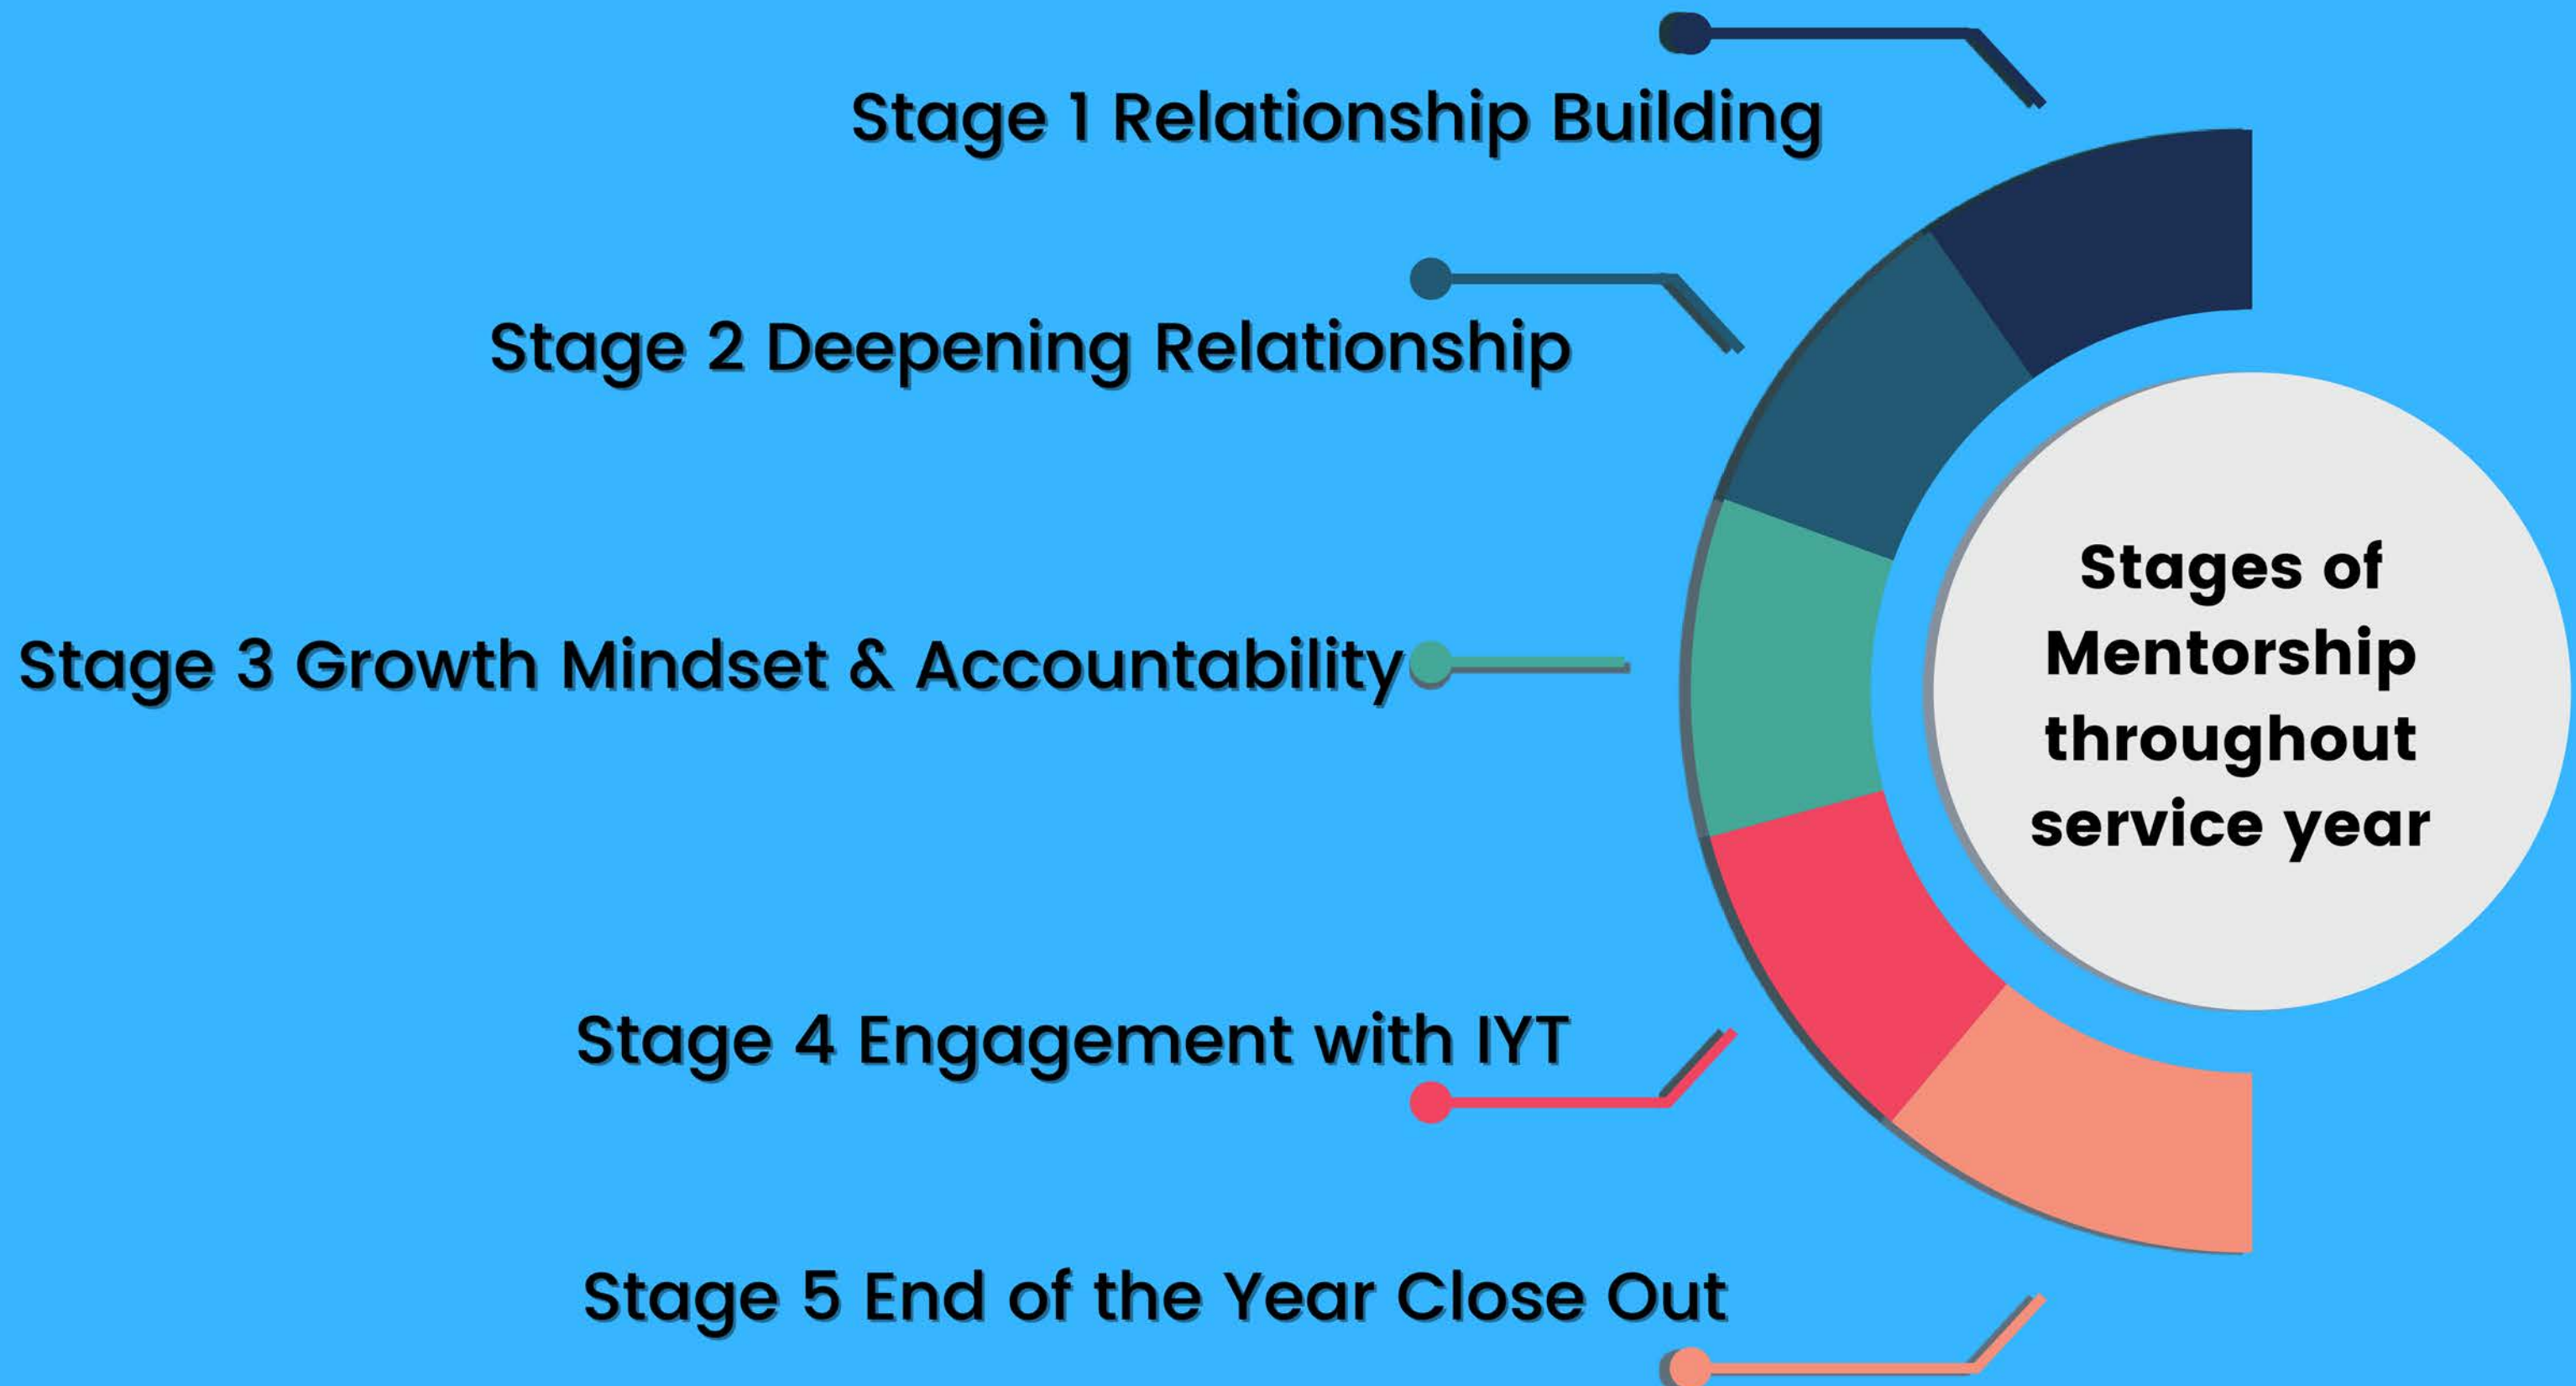 Stage 1 Relationship Building
Stage 2 Deepening Relationship
Stage 3 Growth Mindset & Accountability
Stage 4 Engagement with IYT
Stage 5 End of the Year Close Out
Stages of
Mentorship
throughout
service year